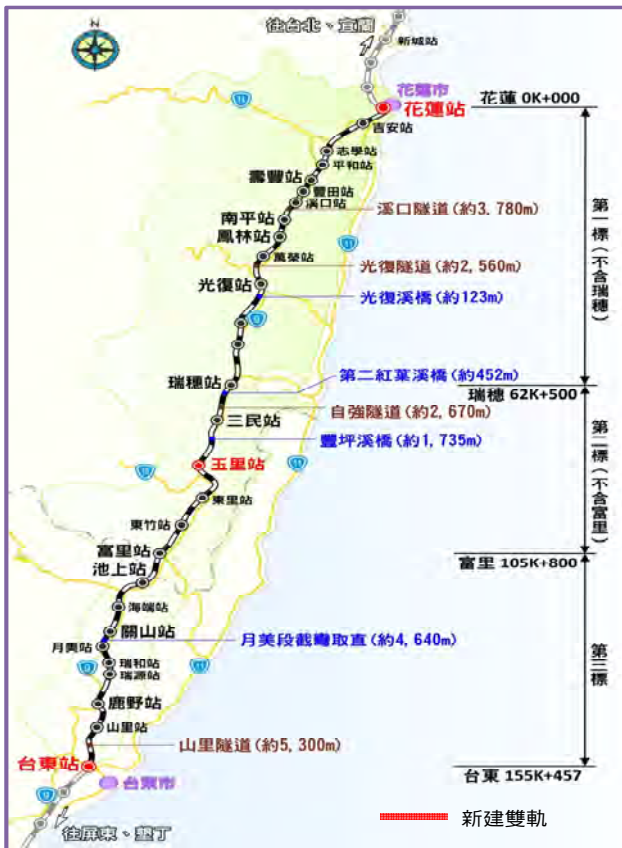 N
往台北、宜蘭
新城站
花蓮市
花蓮站
花蓮 0K+000
吉安站
志學站
平和站
壽豐站
豐田站
溪口站
溪口隧道(約3,780m)
南平站
鳳林站
萬榮站
11
光復隧道(約2,560m)
光復站
光復溪橋(約123m)
9
第一標(不含瑞穗)
第二紅葉溪橋(約452m)
瑞穗站
瑞穗 62K+500
自強隧道(約2,670m)
三民站
豐坪溪橋(約1,735m)
玉里站
11
東里站
第二標(不含富里)
東竹站
富里站
富里 105K+800
池上站
海端站
關山站
月美段截彎取直(約4,640m)
月美站
瑞和站
9
11
瑞源站
鹿野站
第三標
山里站
山里隧道(約5,300m)
台東站
台東 155K+457
台東市
9
新建雙軌
往屏東、墾丁